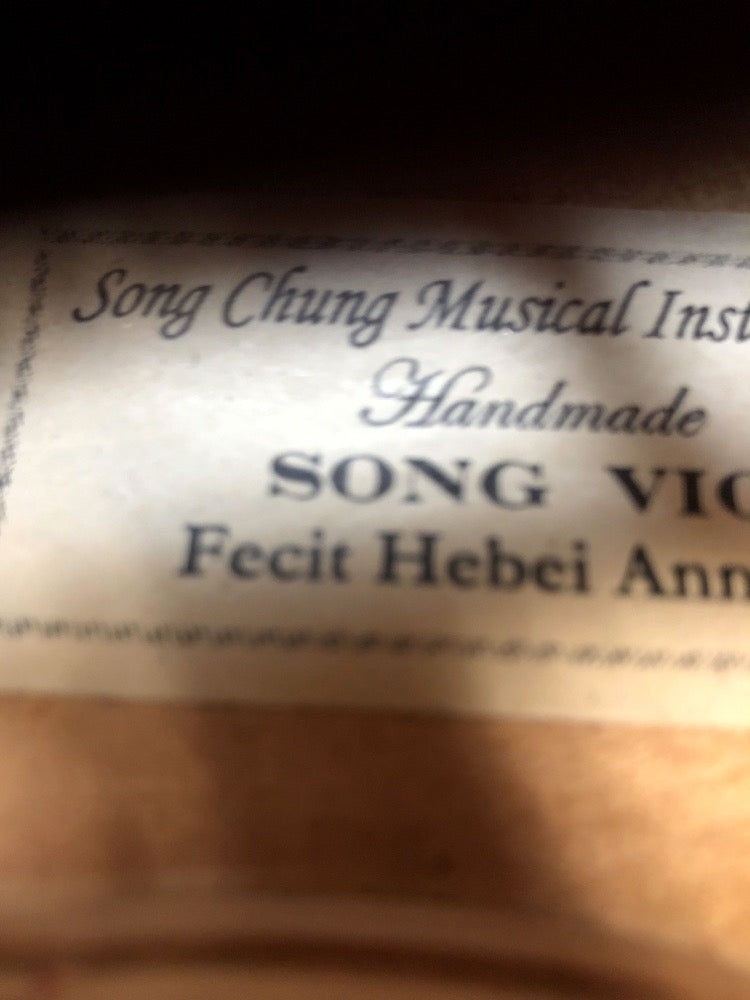 Song Chung Musical Inst
Handmade
SONG VIO
Fecit Hebei Ann